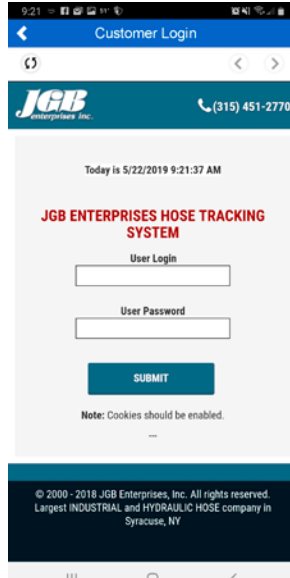 9:21
Customer Login
JGB
enterprises inc.
(315) 451-2770
Today is 5/22/2019 9:21:37 AM
JGB ENTERPRISES HOSE TRACKING
SYSTEM
User Login
User Password
SUBMIT
Note: Cookies should be enabled.
© 2000 - 2018 JGB Enterprises, Inc. All rights reserved.
Largest INDUSTRIAL and HYDRAULIC HOSE company in
Syracuse, NY